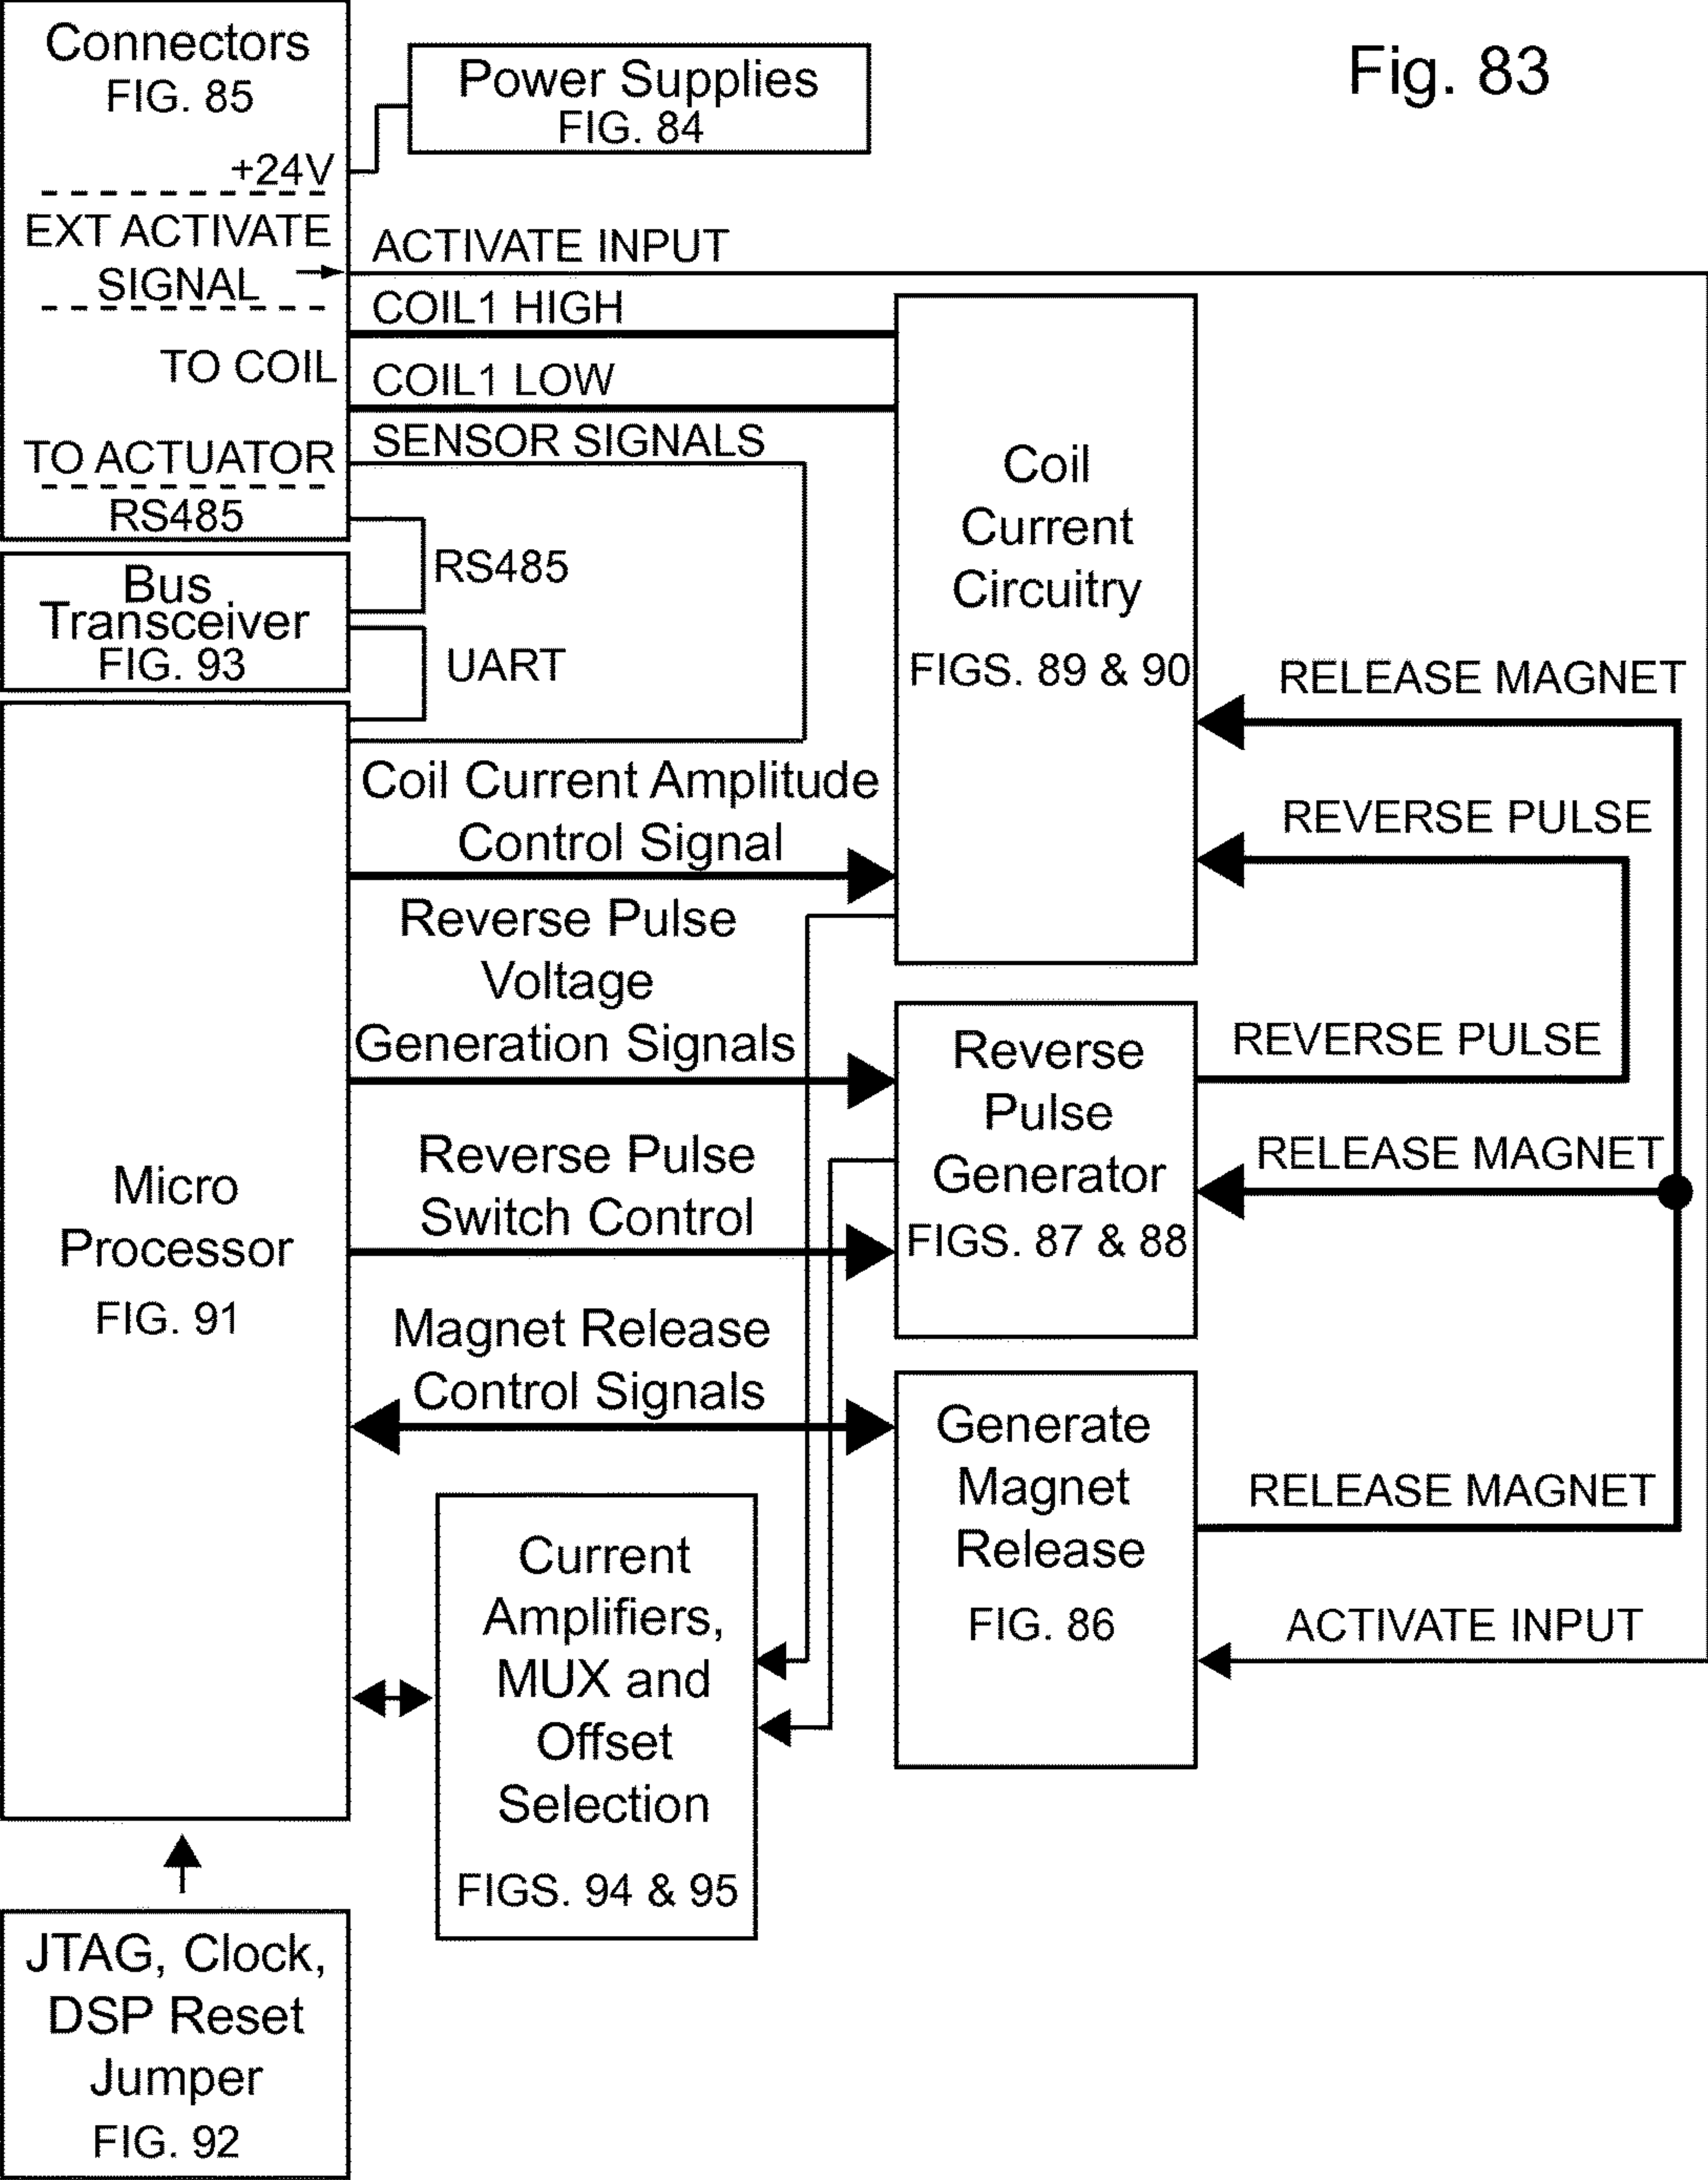 Fig. 83
Connectors
FIG. 85
+24V
EXT ACTIVATE
SIGNAL
TO COIL
TO ACTUATOR
RS485
Power Supplies
FIG. 84
ACTIVATE INPUT
COIL1 HIGH
COIL1 LOW
SENSOR SIGNALS
RS485
UART
Bus
Transceiver
FIG. 93
Coil
Current
Circuitry
FIGS. 89 & 90
RELEASE MAGNET
REVERSE PULSE
Coil Current Amplitude
Control Signal
Reverse Pulse
Voltage
Generation Signals
Reverse Pulse
Switch Control
Magnet Release
Control Signals
Micro
Processor
FIG. 91
Reverse
Pulse
Generator
FIGS. 87 & 88
REVERSE PULSE
RELEASE MAGNET
Generate
Magnet
Release
FIG. 86
RELEASE MAGNET
ACTIVATE INPUT
Current
Amplifiers,
MUX and
Offset
Selection
FIGS. 94 & 95
JTAG, Clock,
DSP Reset
Jumper
FIG. 92